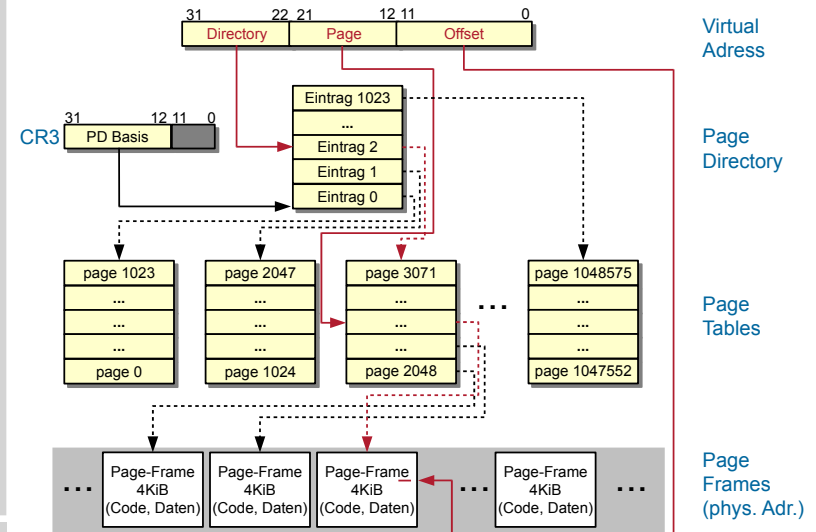 31 22 21 12 11 0
Directory Page Offset
Virtual
Adress
CR3
31 12 11 0
PD Basis
Eintrag 1023
...
Eintrag 2
Eintrag 1
Eintrag 0
Page
Directory
page 1023
...
...
...
page 0
page 2047
...
...
...
page 1024
page 3071
...
...
...
page 2048
...
page 1048575
...
...
...
page 1047552
Page
Tables
...
Page-Frame
4KiB
(Code, Daten)
Page-Frame
4KiB
(Code, Daten)
Page-Frame
4KiB
(Code, Daten)
...
Page-Frame
4KiB
(Code, Daten)
...
Page
Frames
(phys. Adr.)